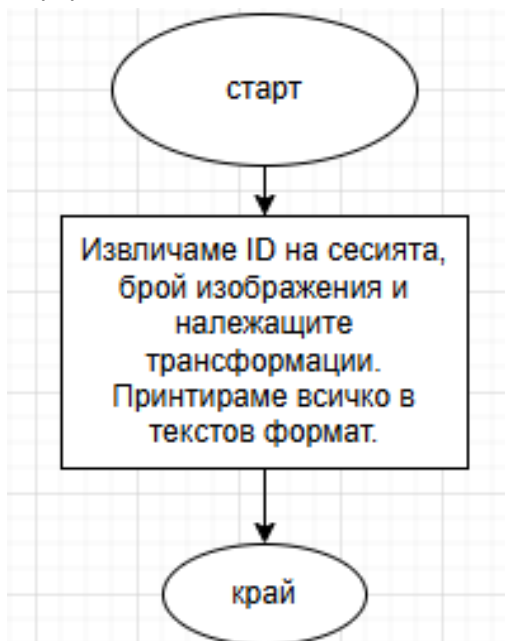 старт
Извличаме ID на сесията,
брой изображения и
належащите
трансформации.
Принтираме всичко в
текстов формат.
край